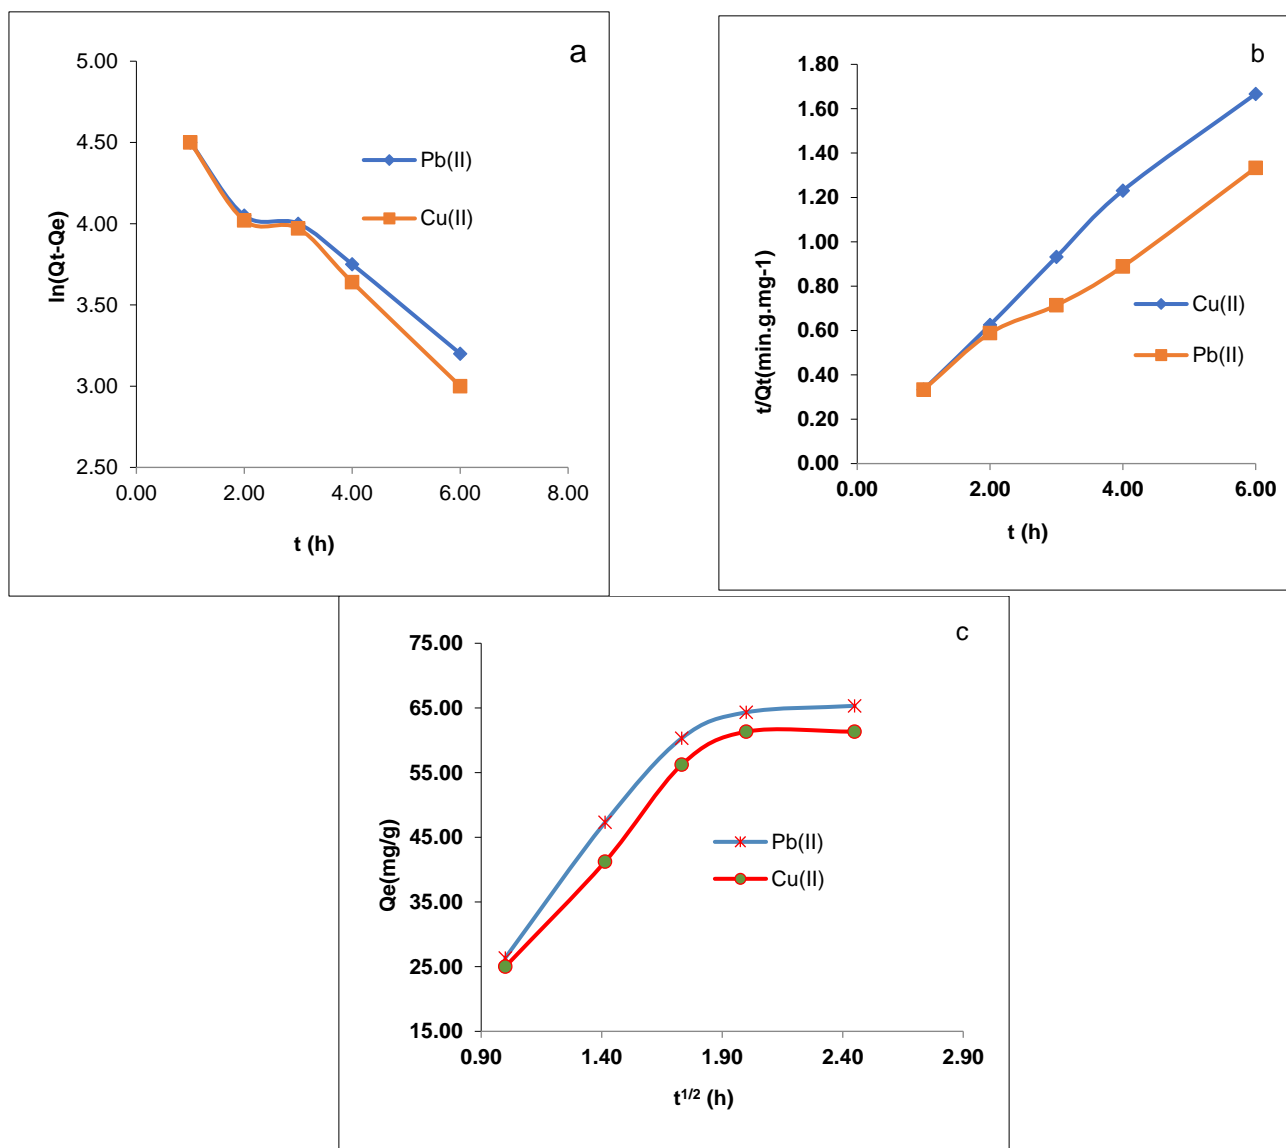 a
5.00
4.50
4.00
3.50
3.00
2.50
0.00 2.00 4.00 6.00 8.00
ln(Qt-Qe)
t (h)
Pb(II)
Cu(II)
b
1.80
1.60
1.40
1.20
1.00
0.80
0.60
0.40
0.20
0.00
0.00 2.00 4.00 6.00
t/Qt(min.g.mg-1)
t (h)
Cu(II)
Pb(II)
c
75.00
65.00
55.00
45.00
35.00
25.00
15.00
0.90 1.40 1.90 2.40 2.90
Qe(mg/g)
t^1/2 (h)
Pb(II)
Cu(II)